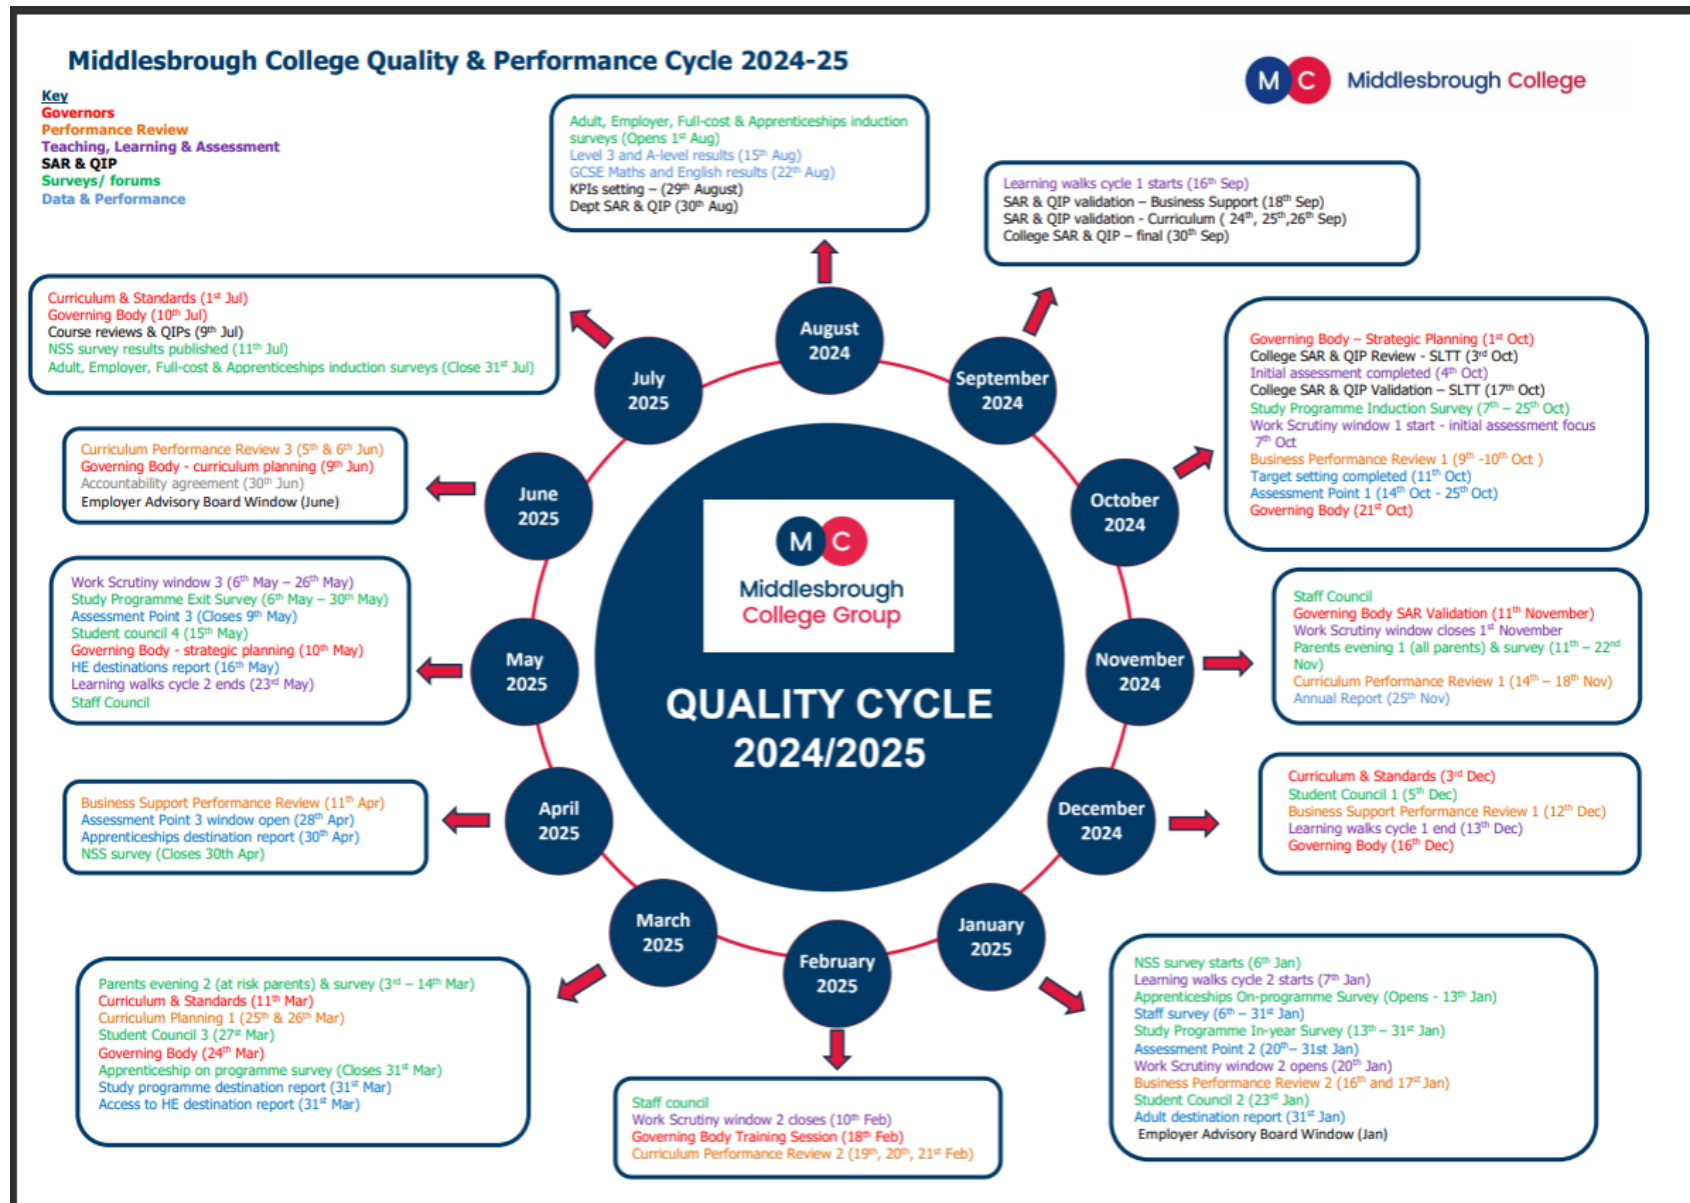 Middlesbrough College Quality & Performance Cycle 2024-25
M C Middlesbrough College
Key
Governors
Performance Review
Teaching, Learning & Assessment
SAR & QIP
Surveys/ forums
Data & Performance
Adult, Employer, Full-cost & Apprenticeships induction
surveys (Opens 1st Aug)
Level 3 and A-level results (15th Aug)
GCSE Maths and English results (22th Aug)
KPIs setting – (29th August)
Dept SAR & QIP (30th Aug)
Learning walks cycle 1 starts (16th Sep)
SAR & QIP validation – Business Support (18th Sep)
SAR & QIP validation - Curriculum ( 24th, 25th,26th Sep)
College SAR & QIP – final (30th Sep)
Governing Body – Strategic Planning (1st Oct)
College SAR & QIP Review - SLTT (3rd Oct)
Initial assessment completed (4th Oct)
College SAR & QIP Validation – SLTT (17th Oct)
Study Programme Induction Survey (7th – 25th Oct)
Work Scrutiny window 1 start - initial assessment focus
7th Oct
Business Performance Review 1 (9th -10th Oct )
Target setting completed (11th Oct)
Assessment Point 1 (14th Oct - 25th Oct)
Governing Body (21st Oct)
Staff Council
Governing Body SAR Validation (11th November)
Work Scrutiny window closes 1st November
Parents evening 1 (all parents) & survey (11th – 22nd
Nov)
Curriculum Performance Review 1 (14th – 18th Nov)
Annual Report (25th Nov)
Curriculum & Standards (3rd Dec)
Student Council 1 (5th Dec)
Business Support Performance Review 1 (12th Dec)
Learning walks cycle 1 end (13th Dec)
Governing Body (16th Dec)
NSS survey starts (6th Jan)
Learning walks cycle 2 starts (7th Jan)
Apprenticeships On-programme Survey (Opens - 13th Jan)
Staff survey (6th – 31st Jan)
Study Programme In-year Survey (13th – 31st Jan)
Assessment Point 2 (20th– 31st Jan)
Work Scrutiny window 2 opens (20th Jan)
Business Performance Review 2 (16th and 17st Jan)
Student Council 2 (23rd Jan)
Adult destination report (31st Jan)
Employer Advisory Board Window (Jan)
Staff council
Work Scrutiny window 2 closes (10th Feb)
Governing Body Training Session (18th Feb)
Curriculum Performance Review 2 (19th, 20th, 21st Feb)
Parents evening 2 (at risk parents) & survey (3rd – 14th Mar)
Curriculum & Standards (11th Mar)
Curriculum Planning 1 (25th & 26th Mar)
Student Council 3 (27st Mar)
Governing Body (24th Mar)
Apprenticeship on programme survey (Closes 31st Mar)
Study programme destination report (31st Mar)
Access to HE destination report (31st Mar)
Business Support Performance Review (11th Apr)
Assessment Point 3 window open (28th Apr)
Apprenticeships destination report (30th Apr)
NSS survey (Closes 30th Apr)
Work Scrutiny window 3 (6th May – 26th May)
Study Programme Exit Survey (6th May – 30th May)
Assessment Point 3 (Closes 9th May)
Student council 4 (15th May)
Governing Body - strategic planning (10th May)
HE destinations report (16th May)
Learning walks cycle 2 ends (23rd May)
Staff Council
Curriculum Performance Review 3 (5th & 6th Jun)
Governing Body - curriculum planning (9th Jun)
Accountability agreement (30th Jun)
Employer Advisory Board Window (June)
Curriculum & Standards (1st Jul)
Governing Body (10th Jul)
Course reviews & QIPs (9th Jul)
NSS survey results published (11th Jul)
Adult, Employer, Full-cost & Apprenticeships induction surveys (Close 31st Jul)
August
2024
September
2024
October
2024
November
2024
December
2024
January
2025
February
2025
March
2025
April
2025
May
2025
June
2025
July
2025
M C
Middlesbrough
College Group
QUALITY CYCLE
2024/2025